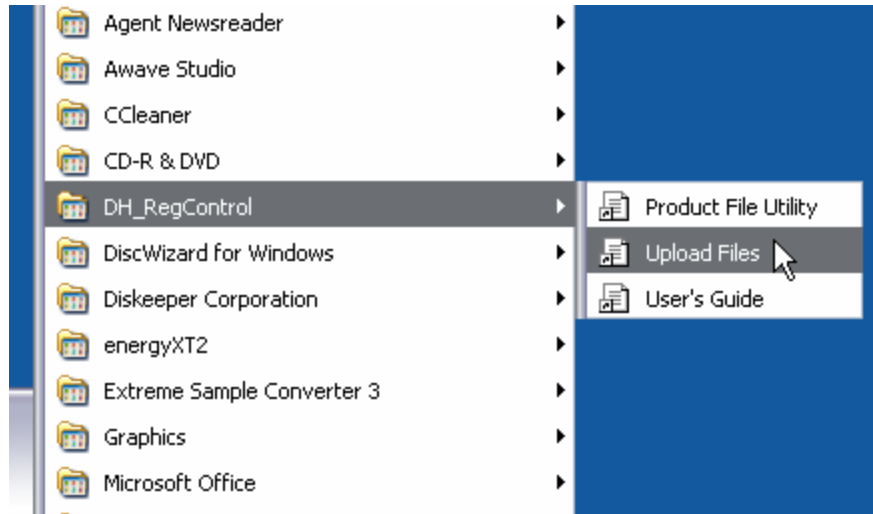 Agent Newsreader
Awave Studio
CCleaner
CD-R & DVD
DH_RegControl
DiscWizard for Windows
Diskeeper Corporation
energyXT2
Extreme Sample Converter 3
Graphics
Microsoft Office
Product File Utility
Upload Files
User's Guide